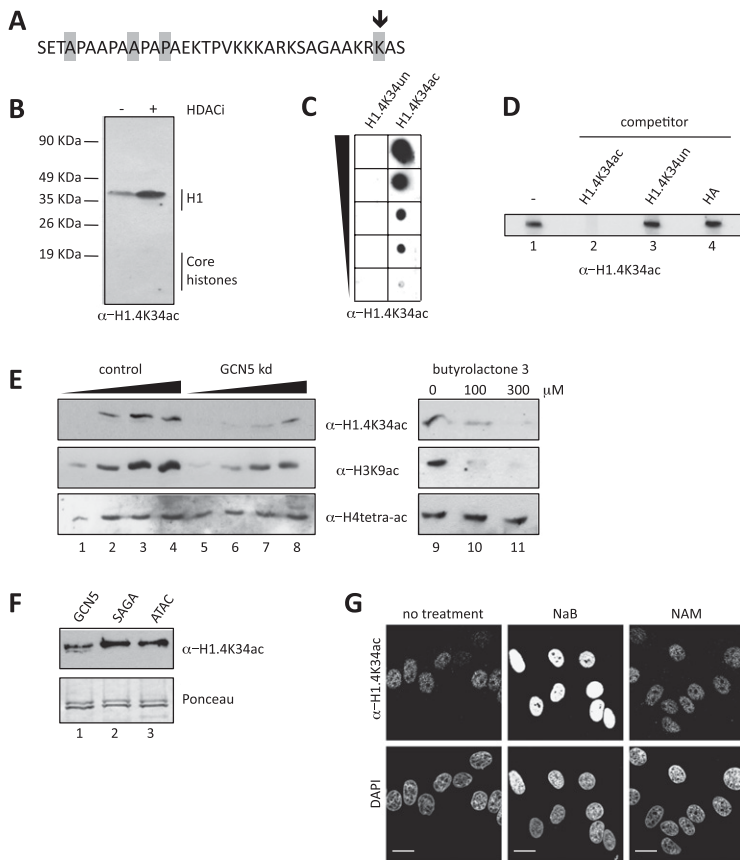 A
SETAPAAPAAPAPAEKTPVKKKARKSAGAAKRKAS
B
- + HDACi
90 KDa
49 KDa
35 KDa
26 KDa
19 KDa
H1
Core
histones
α-H1.4K34ac
C
H1.4K34un
H1.4K34ac
α-H1.4K34ac
D
competitor
-
H1.4K34ac
H1.4K34un
HA
1 2 3 4
α-H1.4K34ac
E
control GCN5 kd butyrolactone 3
0 100 300 μM
α-H1.4K34ac
α-H3K9ac
α-H4tetra-ac
1 2 3 4 5 6 7 8 9 10 11
F
GCN5
SAGA
ATAC
α-H1.4K34ac
Ponceau
1 2 3
G
no treatment NaB NAM
α-H1.4K34ac
DAPI